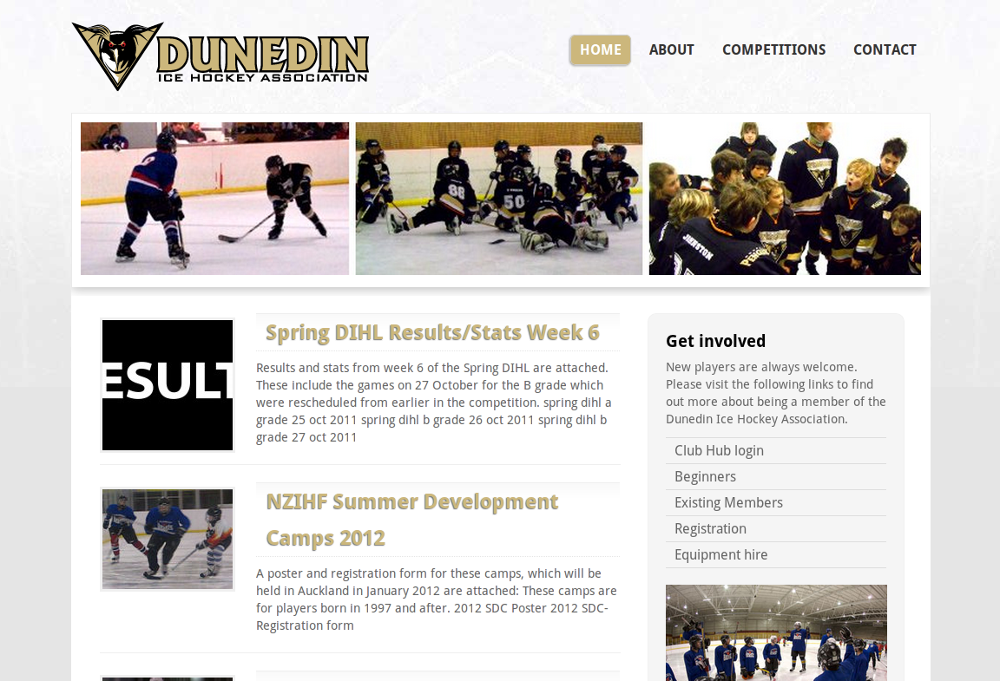 DUNEDIN
ICE HOCKEY ASSOCIATION
HOME
ABOUT
COMPETITIONS
CONTACT
88
50
JOHNSTON
Spring DIHL Results/Stats Week 6
ESULT
Results and stats from week 6 of the Spring DIHL are attached.
These include the games on 27 October for the B grade which
were rescheduled from earlier in the competition. spring dihl a
grade 25 oct 2011 spring dihl b grade 26 oct 2011 spring dihl b
grade 27 oct 2011
NZIHF Summer Development
Camps 2012
A poster and registration form for these camps, which will be
held in Auckland in January 2012 are attached: These camps are
for players born in 1997 and after. 2012 SDC Poster 2012 SDC-
Registration form
Get involved
New players are always welcome.
Please visit the following links to find
out more about being a member of the
Dunedin Ice Hockey Association.
Club Hub login
Beginners
Existing Members
Registration
Equipment hire